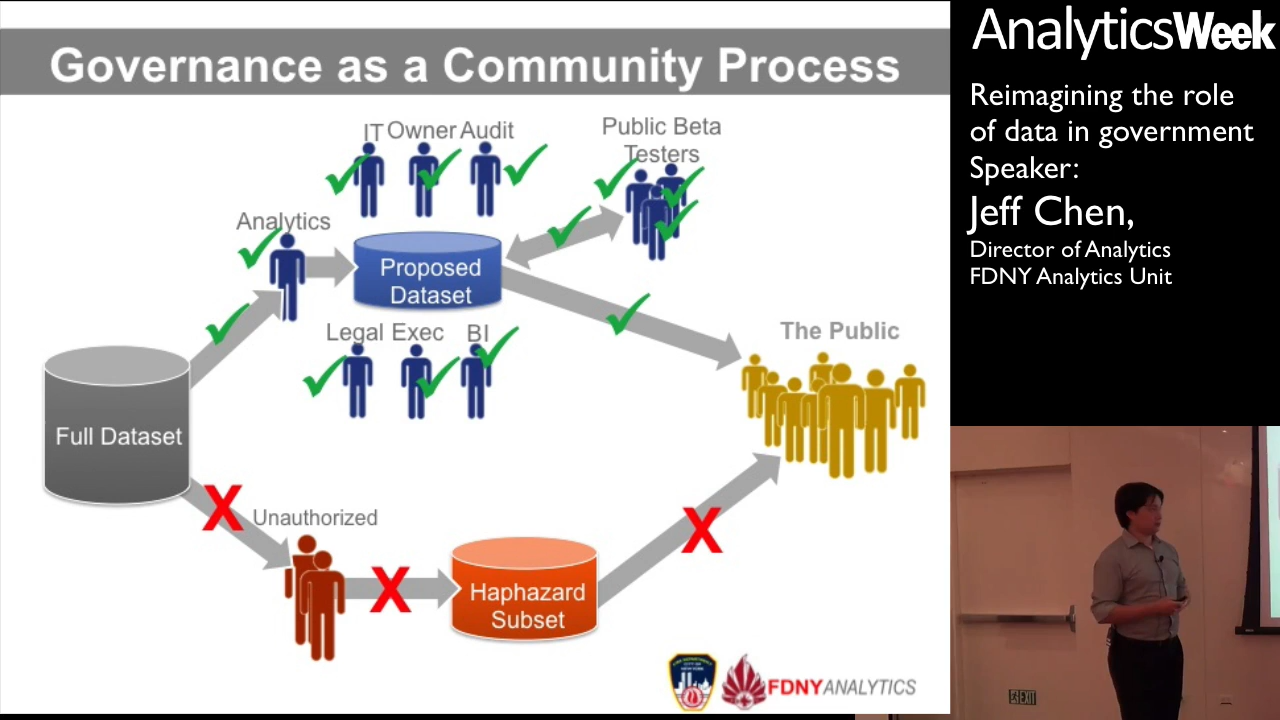 Governance as a Community Process
IT Owner Audit
Public Beta
Testers
Analytics
Proposed
Dataset
Legal Exec BI
The Public
Full Dataset
Unauthorized
X
X
X
Haphazard
Subset
FDNYANALYTICS
AnalyticsWeek
Reimagining the role
of data in government
Speaker:
Jeff Chen,
Director of Analytics
FDNY Analytics Unit
EXIT